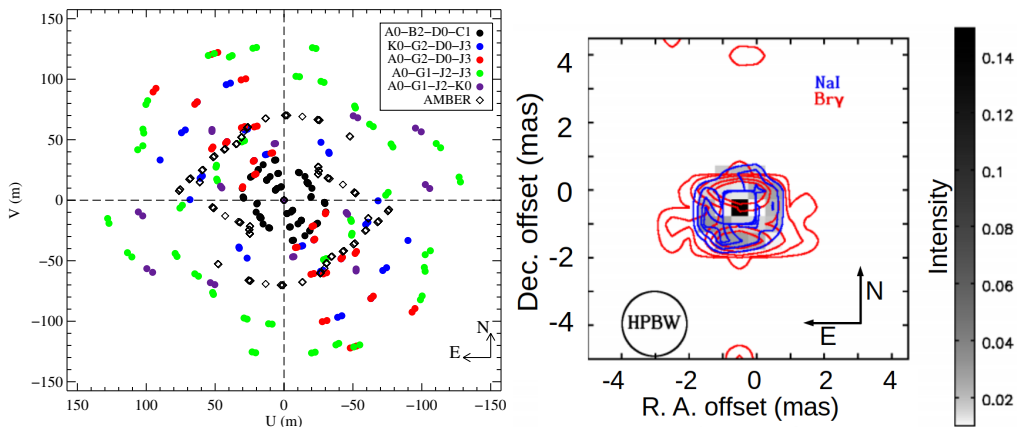 150
100
50
0
−50
−100
−150
V (m)
150 100 50 0 −50 −100 −150
U (m)
A0−B2−D0−C1
K0−G2−D0−J3
A0−G2−D0−J3
A0−G1−J2−J3
A0−G1−J2−K0
AMBER
N
E
4
2
0
-2
-4
Dec. offset (mas)
-4 -2 0 2 4
R. A. offset (mas)
NaI
Brγ
HPBW
N
E
Intensity
0.14
0.12
0.10
0.08
0.06
0.04
0.02